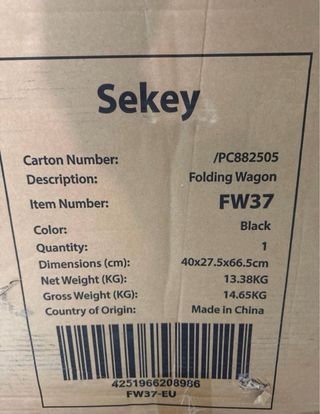 Sekey
Carton Number: /PC882505
Description: Folding Wagon
Item Number: FW37
Color: Black
Quantity: 1
Dimensions (cm): 40x27.5x66.5cm
Net Weight (KG): 13.38KG
Gross Weight (KG): 14.65KG
Country of Origin: Made in China
4251966208986
FW37-EU